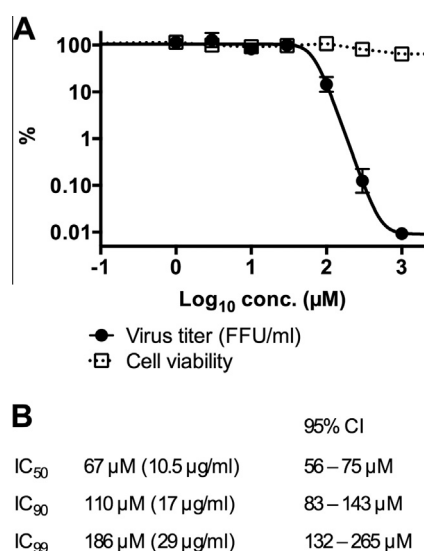 A
100
10
1
0.10
0.01
%
-1 0 1 2 3
Log10 conc. (µM)
Virus titer (FFU/ml)
Cell viability
B
95% CI
IC50 67 µM (10.5 µg/ml) 56 – 75 µM
IC90 110 µM (17 µg/ml) 83 – 143 µM
IC99 186 µM (29 µg/ml) 132 – 265 µM